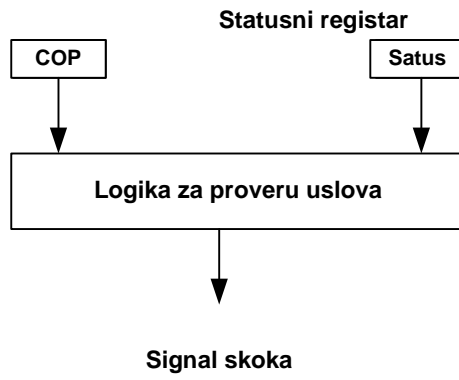 Statusni registar
COP
Satus
Logika za proveru uslova
Signal skoka